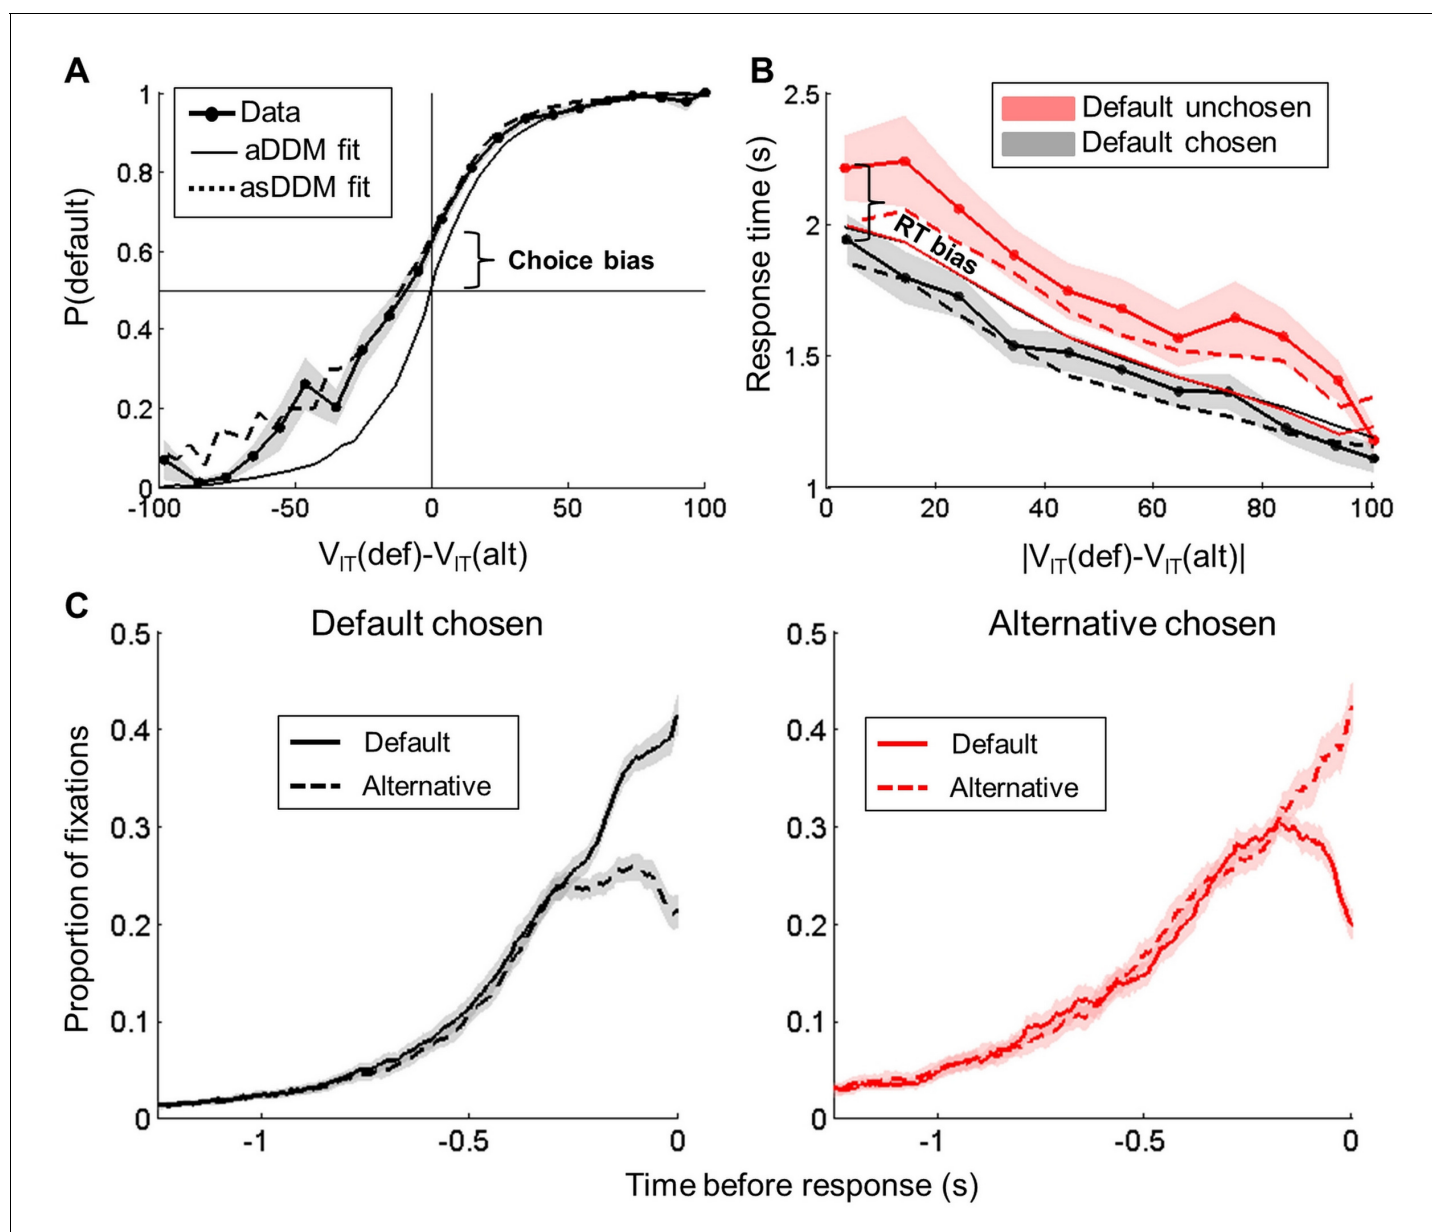 A
Data
aDDM fit
asDDM fit
Choice bias
P(default)
1
0.8
0.6
0.4
0.2
0
-100
-50
0
50
100
V_IT(def)-V_IT(alt)
B
Default unchosen
Default chosen
RT bias
Response time (s)
2.5
2
1.5
1
0
20
40
60
80
100
|V_IT(def)-V_IT(alt)|
C
Default chosen
Default
Alternative
Proportion of fixations
0.5
0.4
0.3
0.2
0.1
0
-1
-0.5
0
Alternative chosen
Default
Alternative
0.5
0.4
0.3
0.2
0.1
0
-1
-0.5
0
Time before response (s)